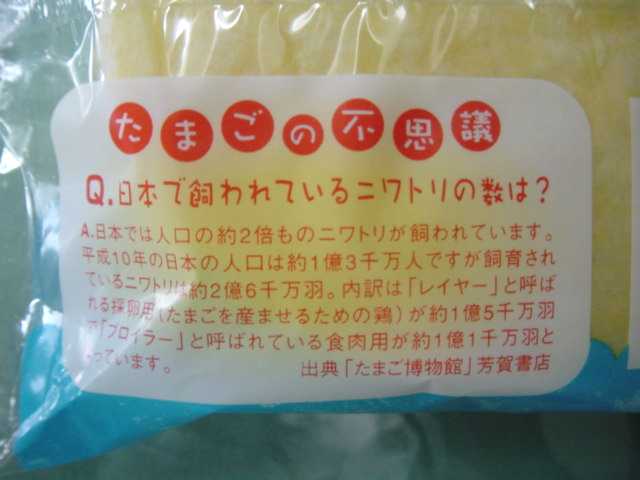 たまごの不思議
Q.日本で飼われているニワトリの数は?
A.日本では人口の約2倍ものニワトリが飼われています。
平成10年の日本の人口は約1億3千万人ですが飼育され
ているニワトリは約2億6千万羽。内訳は「レイヤー」と呼ば
れる採卵用(たまごを産ませるための鶏)が約1億5千万羽
で「ブロイラー」と呼ばれている食肉用が約1億1千万羽と
なっています。
出典「たまご博物館」芳賀書店